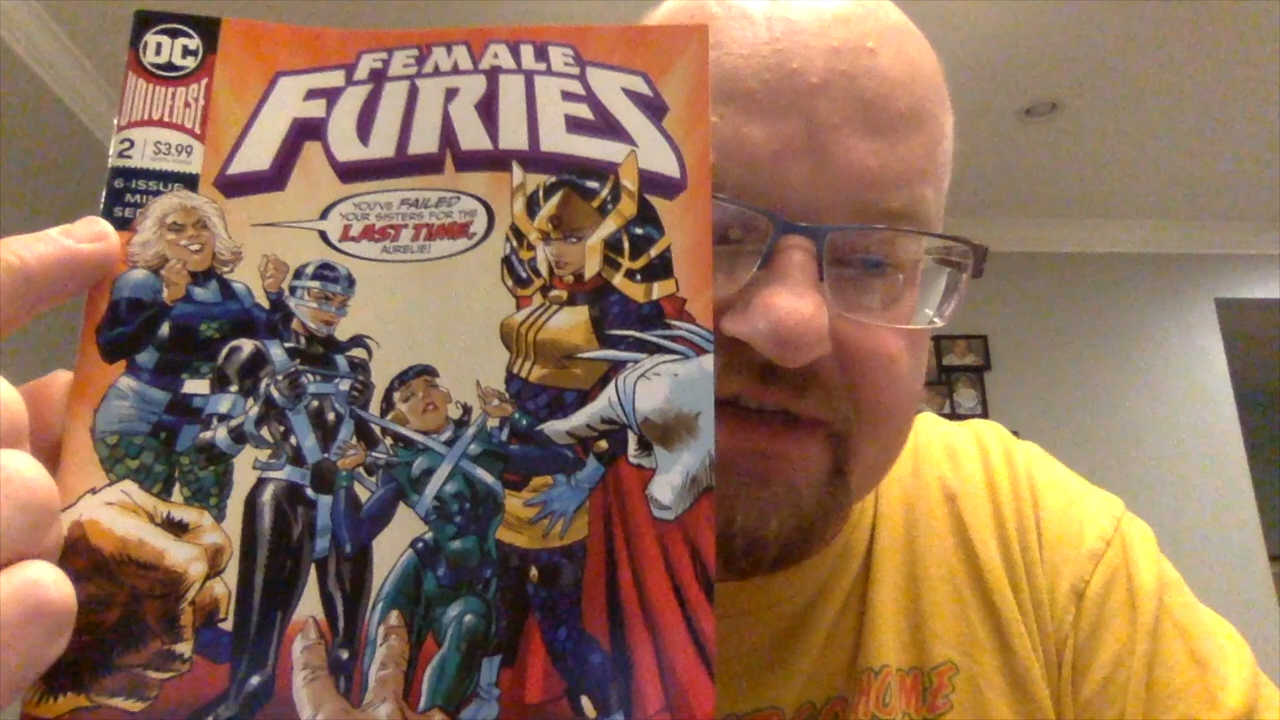 DC
UNIVERSE
2 $3.99
6-ISSUE
FEMALE
FURIES
YOU'VE FAILED
YOUR SISTERS FOR THE
LAST TIME,
AURELIE!
HOME